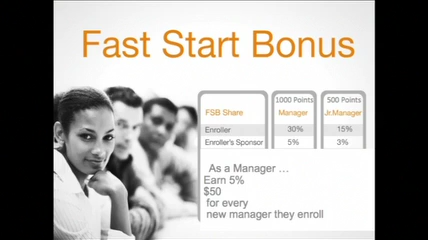 Fast Start Bonus
FSB Share
1000 Points
Manager
500 Points
Jr.Manager
Enroller 30% 15%
Enroller's Sponsor 5% 3%
As a Manager ...
Earn 5%
$50
for every
new manager they enroll